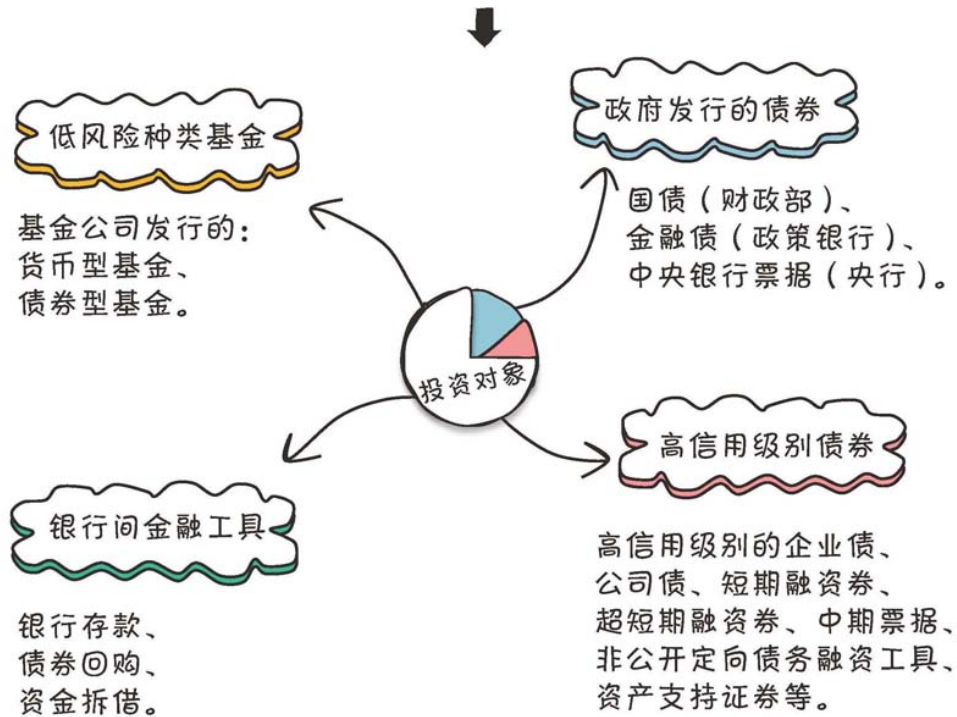 低风险种类基金
基金公司发行的：
货币型基金、
债券型基金。
政府发行的债券
国债（财政部）、
金融债（政策银行）、
中央银行票据（央行）。
投资对象
银行间金融工具
银行存款、
债券回购、
资金拆借。
高信用级别债券
高信用级别的企业债、
公司债、短期融资券、
超短期融资券、中期票据、
非公开定向债务融资工具、
资产支持证券等。